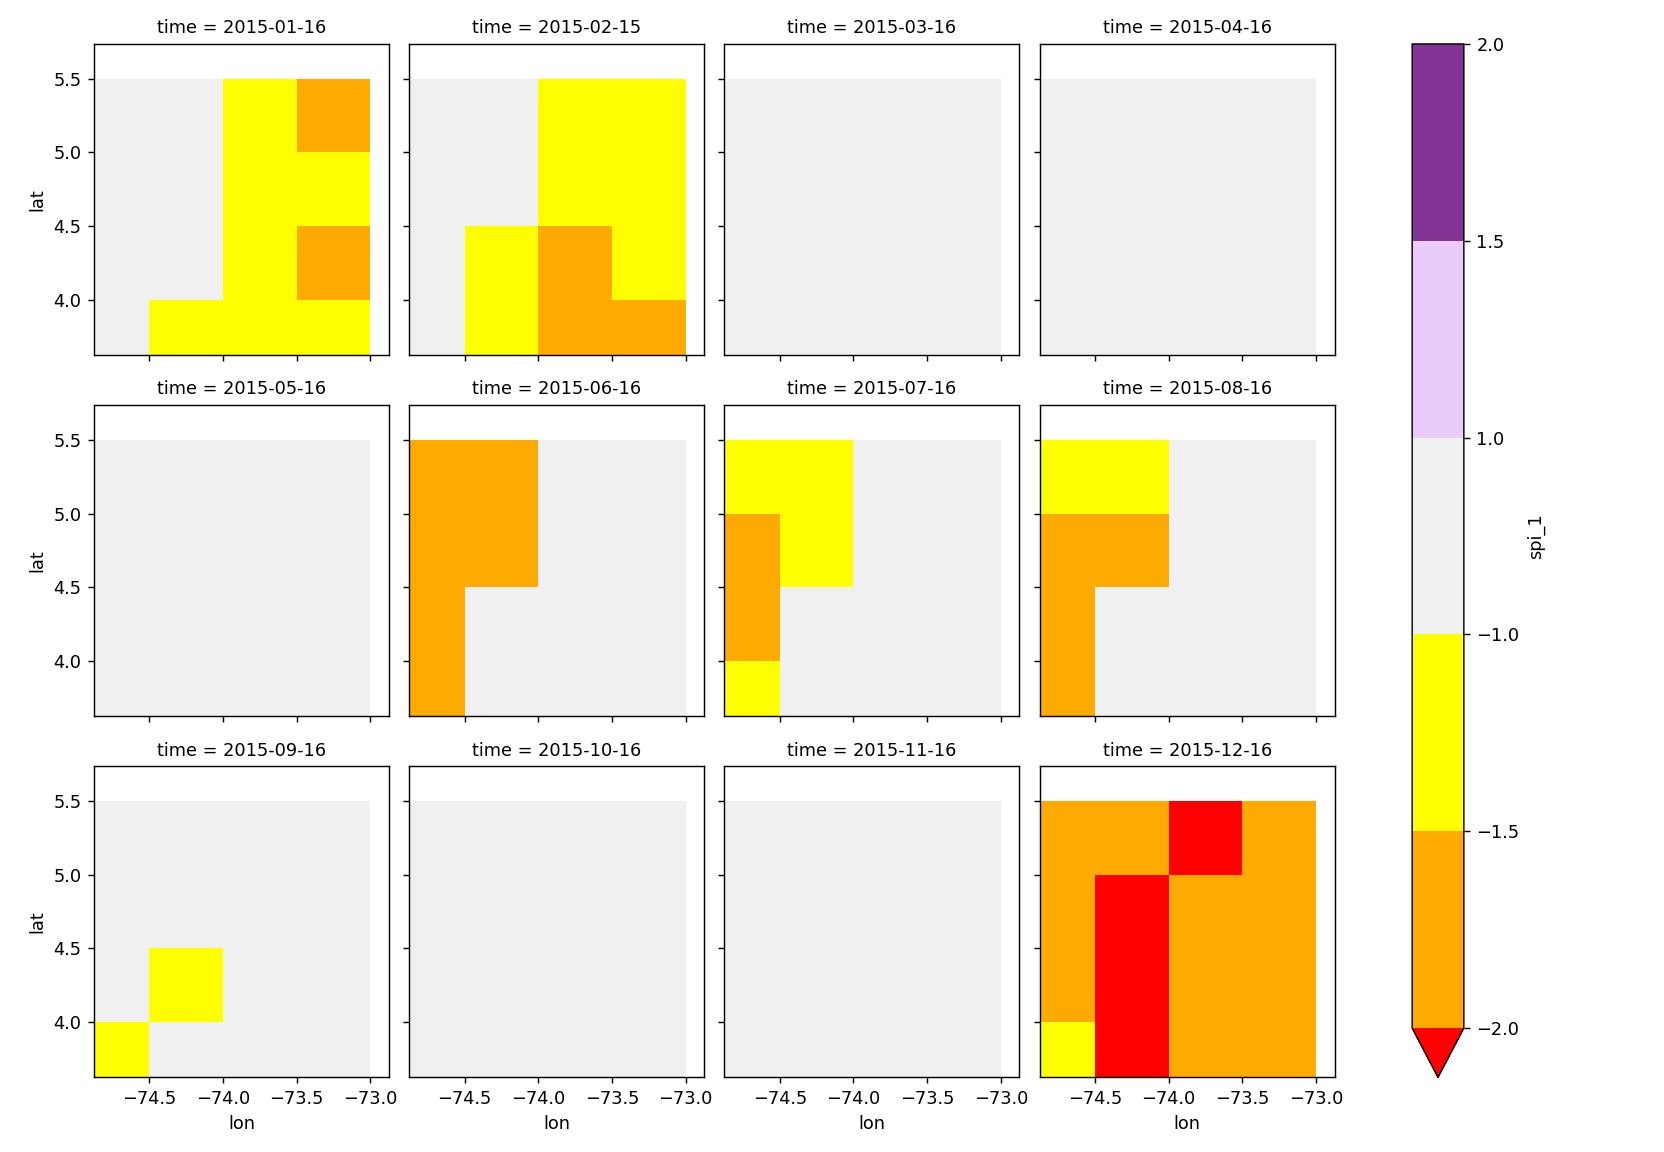 time = 2015-01-16
time = 2015-02-15
time = 2015-03-16
time = 2015-04-16
2.0
5.5
5.0
lat
4.5
4.0
1.5
time = 2015-05-16
time = 2015-06-16
time = 2015-07-16
time = 2015-08-16
1.0
5.5
5.0
lat
4.5
4.0
spi_1
−1.0
time = 2015-09-16
time = 2015-10-16
time = 2015-11-16
time = 2015-12-16
5.5
5.0
lat
4.5
4.0
−1.5
−2.0
−74.5 −74.0 −73.5 −73.0
−74.5 −74.0 −73.5 −73.0
−74.5 −74.0 −73.5 −73.0
−74.5 −74.0 −73.5 −73.0
lon
lon
lon
lon